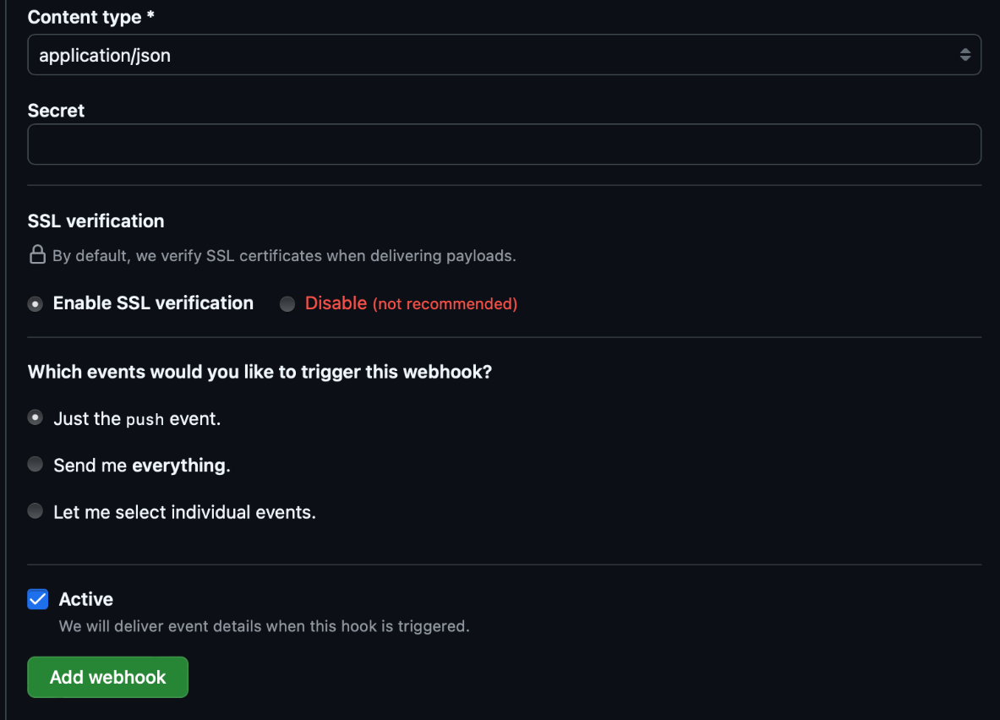 Content type *
application/json
Secret
SSL verification
By default, we verify SSL certificates when delivering payloads.
Enable SSL verification Disable (not recommended)
Which events would you like to trigger this webhook?
Just the push event.
Send me everything.
Let me select individual events.
Active
We will deliver event details when this hook is triggered.
Add webhook